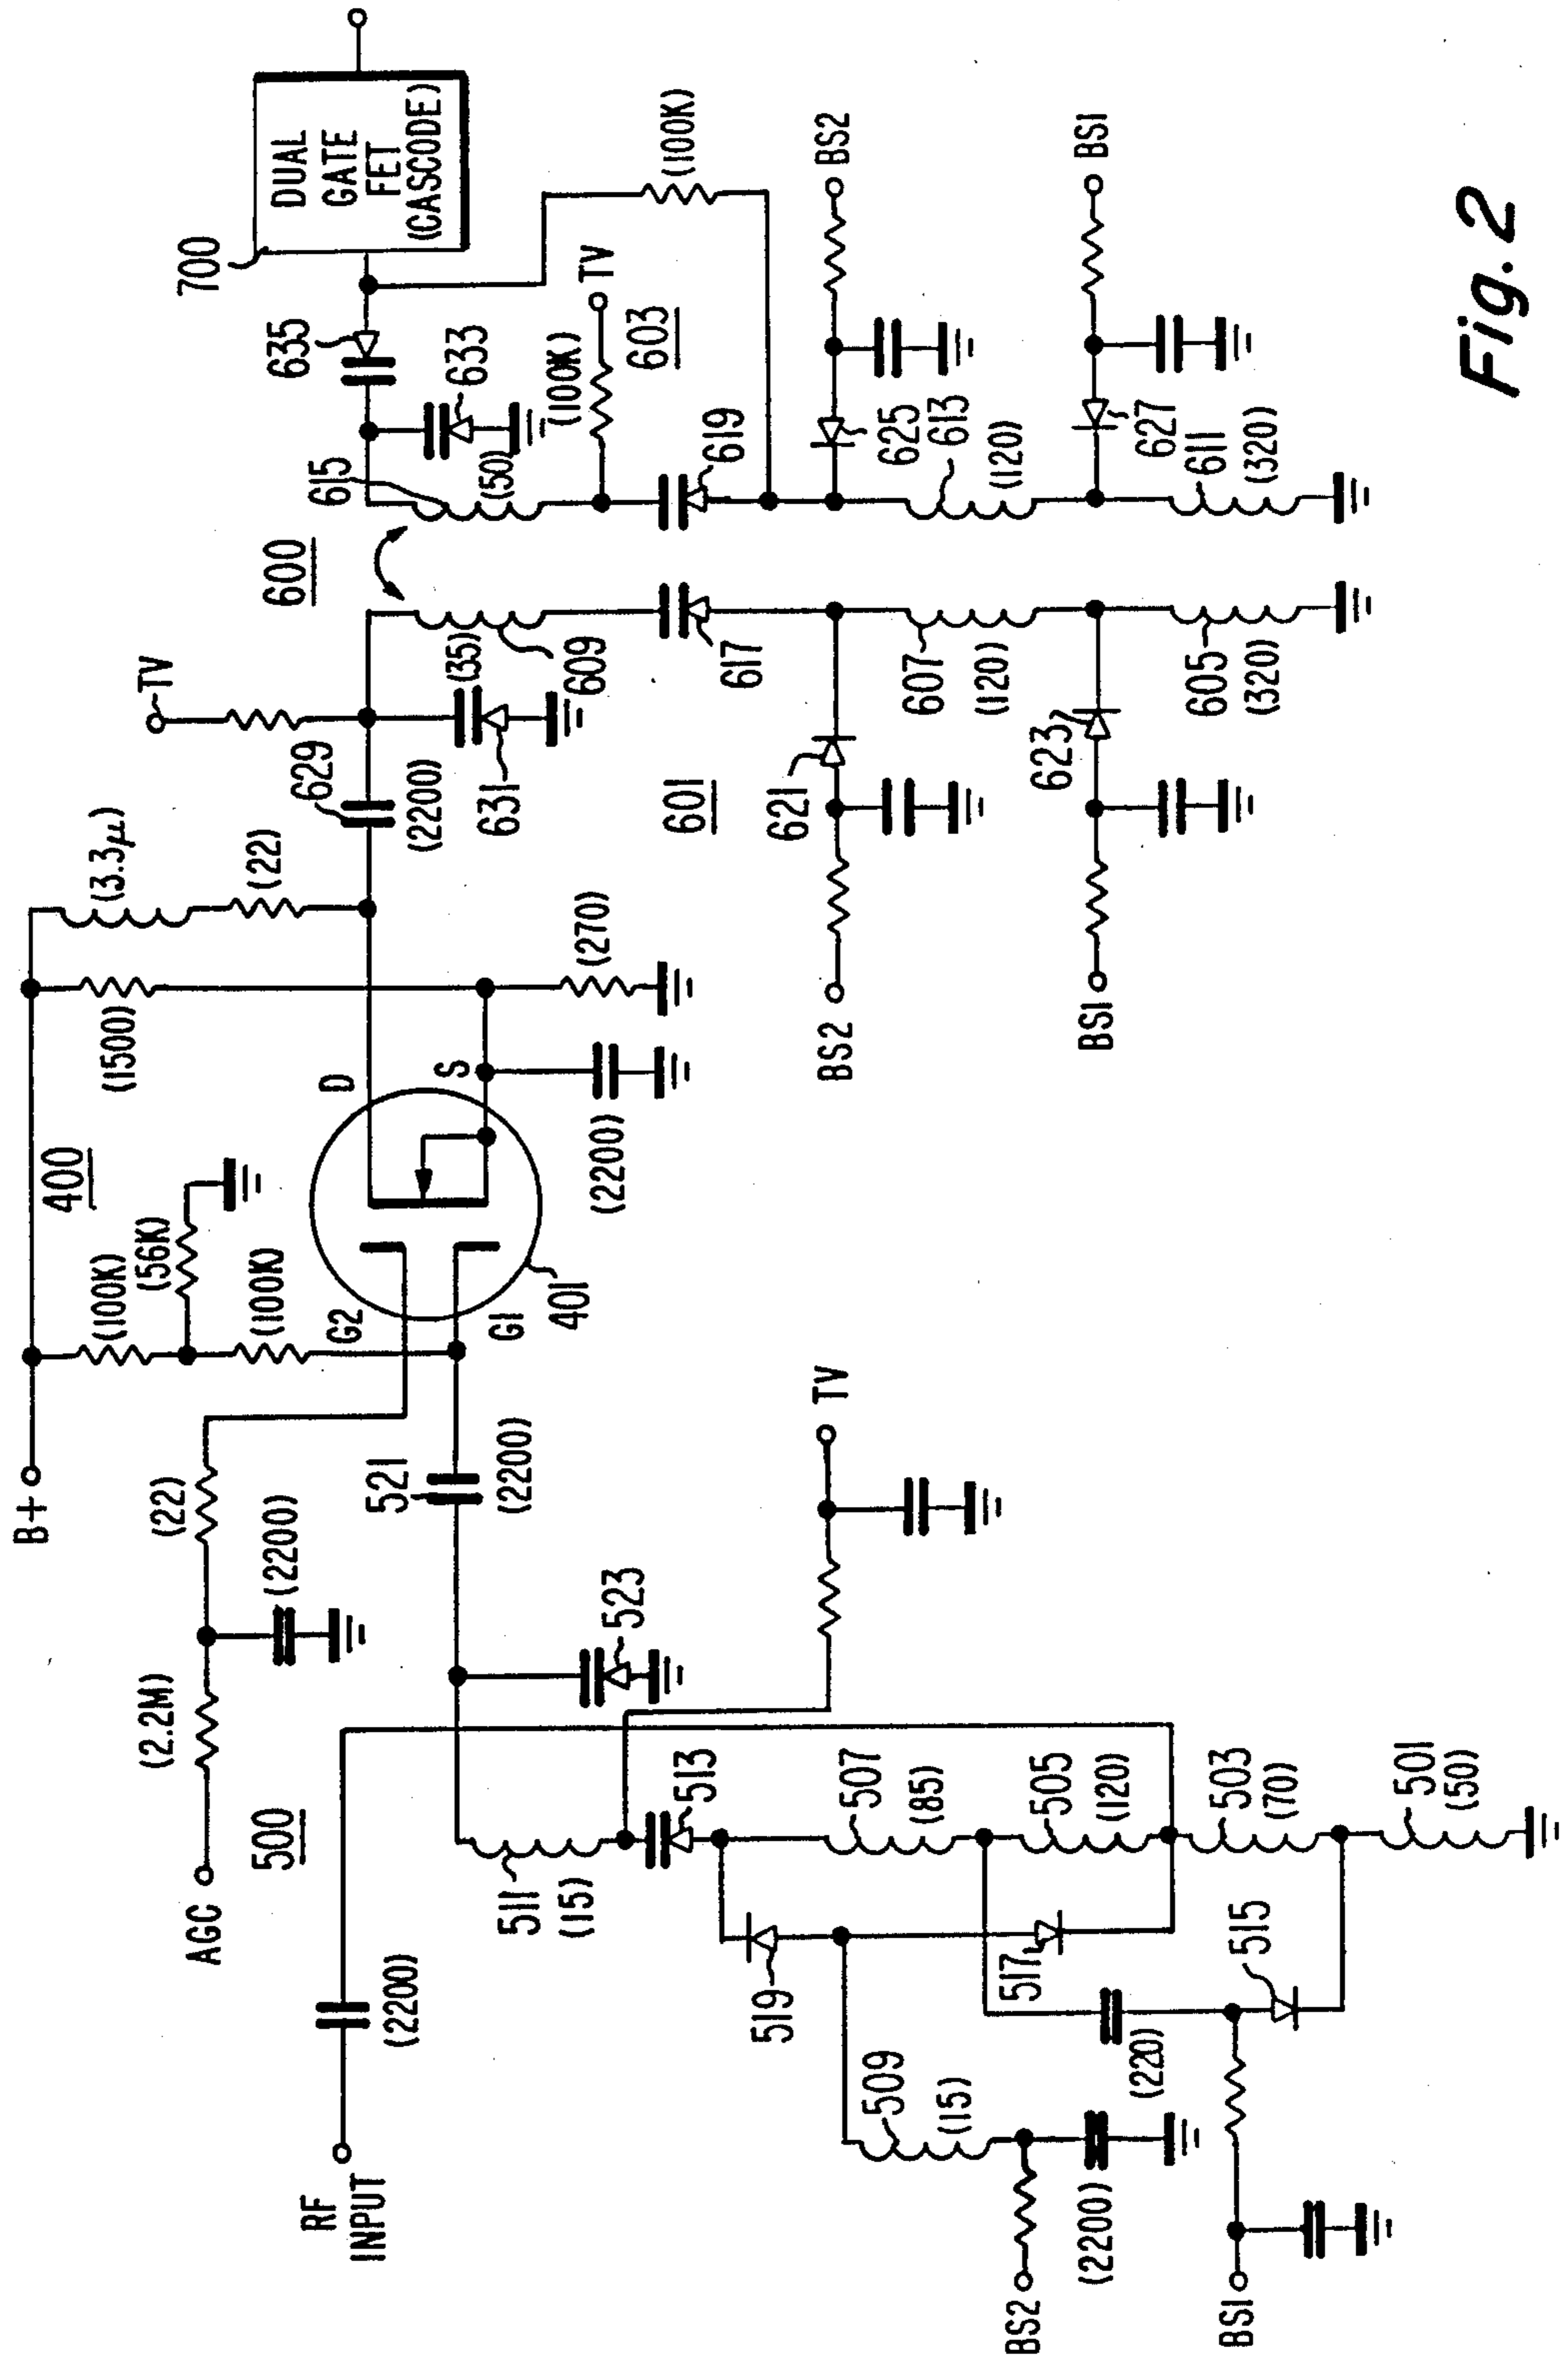 B+
400
(100K)
(56K)
(100K)
(1500)
(3.3μ)
(22)
TV
629
(2200)
600
615
635
700
DUAL
GATE
FET
(CASCODE)
AGC
(2.2M)
(22)
(2200)
G2
G1
401
D
S
(2200)
(270)
631
(35)
609
633
(50)
(100K)
TV
603
(100K)
RF
INPUT
(2200)
500
521
(2200)
523
511
(15)
513
TV
601
617
619
519
509
(15)
507
(85)
517
505
(120)
BS2
621
607
(120)
625
613
(120)
BS2
BS2
(2200)
(220)
515
503
(70)
BS1
623
605
(320)
627
611
(320)
BS1
BS1
501
(50)
Fig. 2